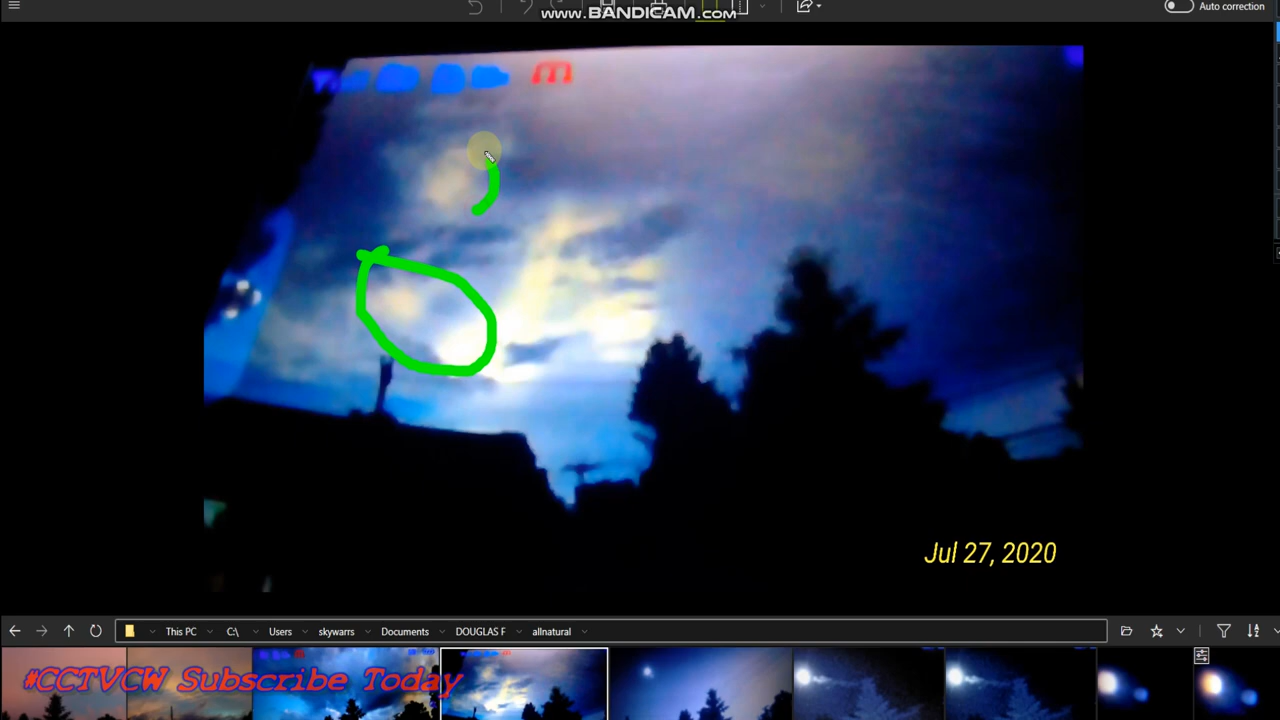 www.BANDICAM.com
Auto correction
m
Jul 27, 2020
This PC
C:\
Users
skywarrs
Documents
DOUGLAS F
allnatural
#CCTVCW Subscribe Today